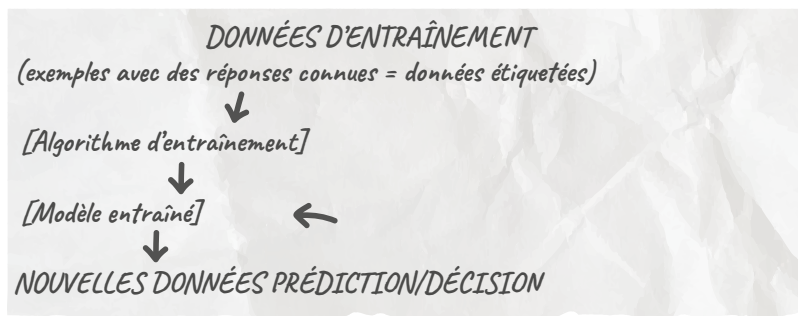 DONNÉES D'ENTRAÎNEMENT
(exemples avec des réponses connues = données étiquetées)
[Algorithme d'entraînement]
[Modèle entraîné]
NOUVELLES DONNÉES PRÉDICTION/DÉCISION